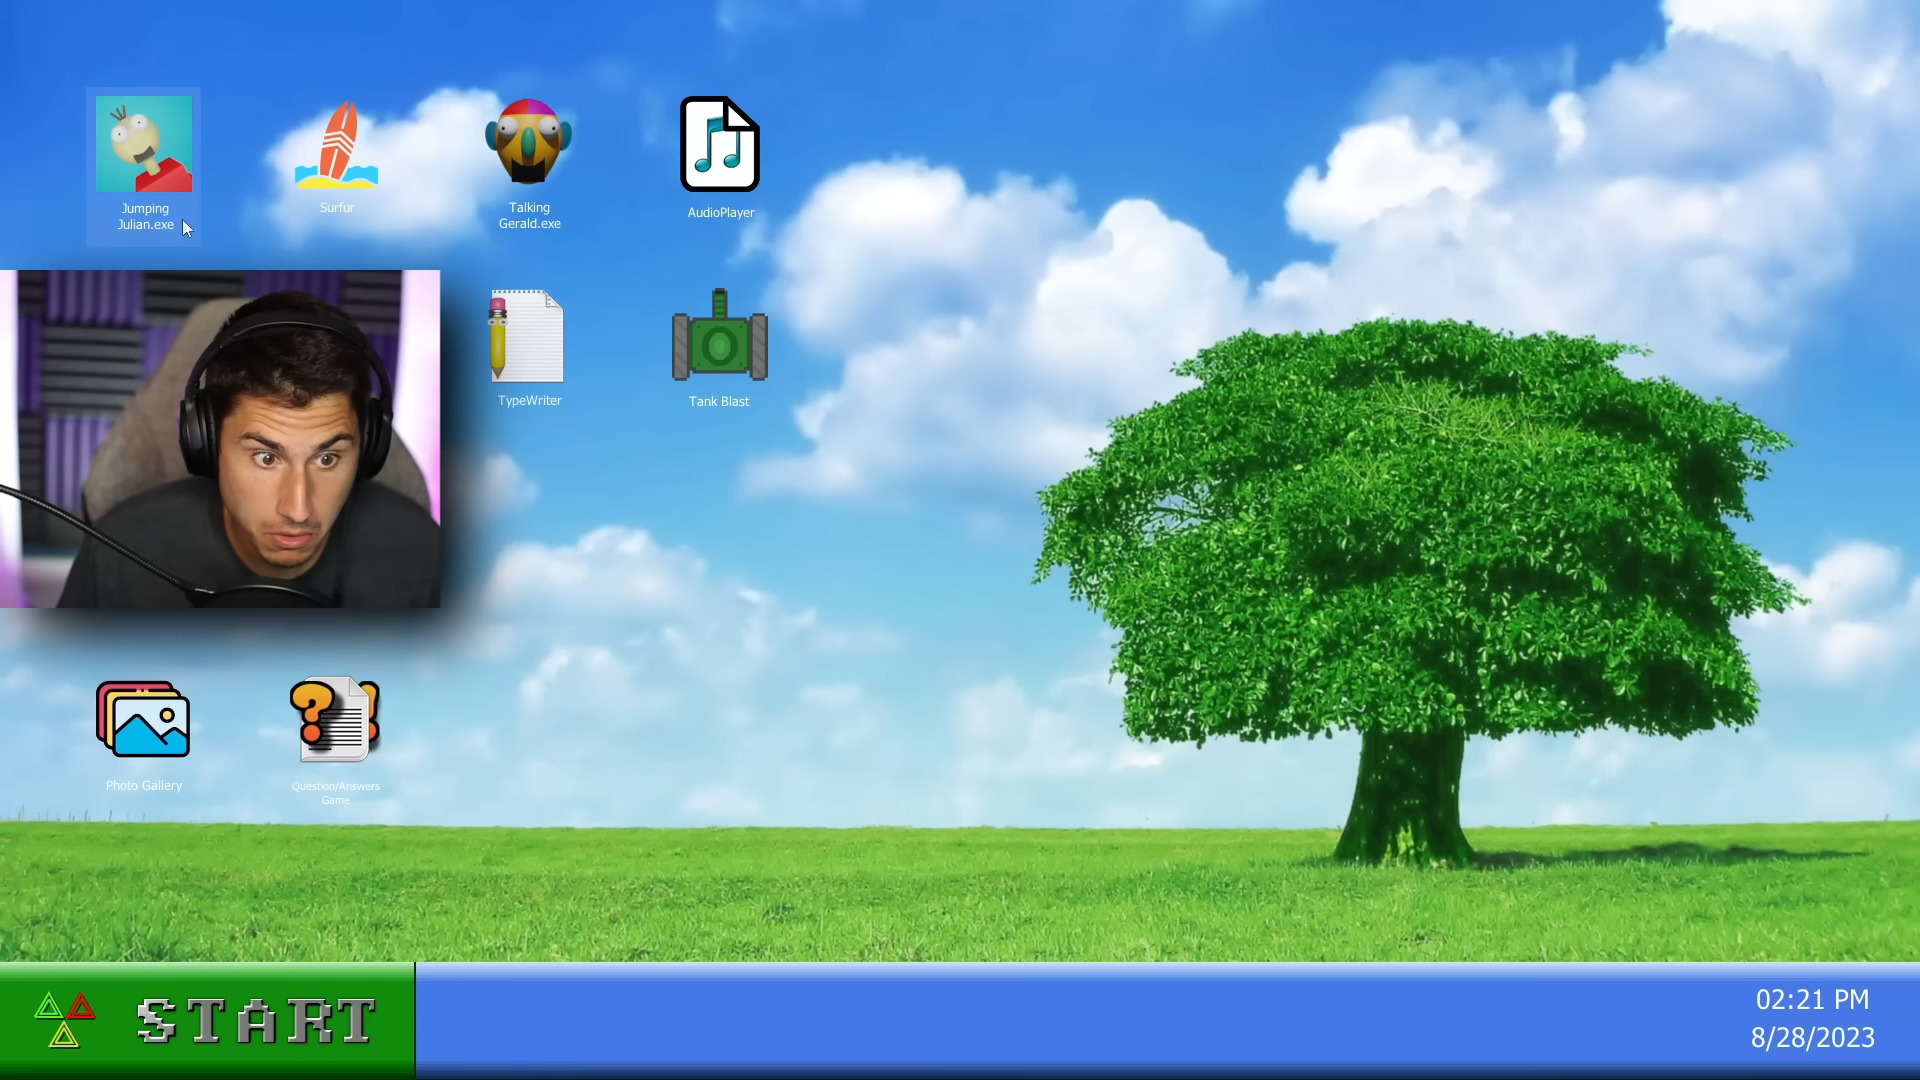 Jumping
Julian.exe
Surfur
Talking
Gerald.exe
AudioPlayer
TypeWriter
Tank Blast
Photo Gallery
Question/Answers
Game
START
02:21 PM
8/28/2023